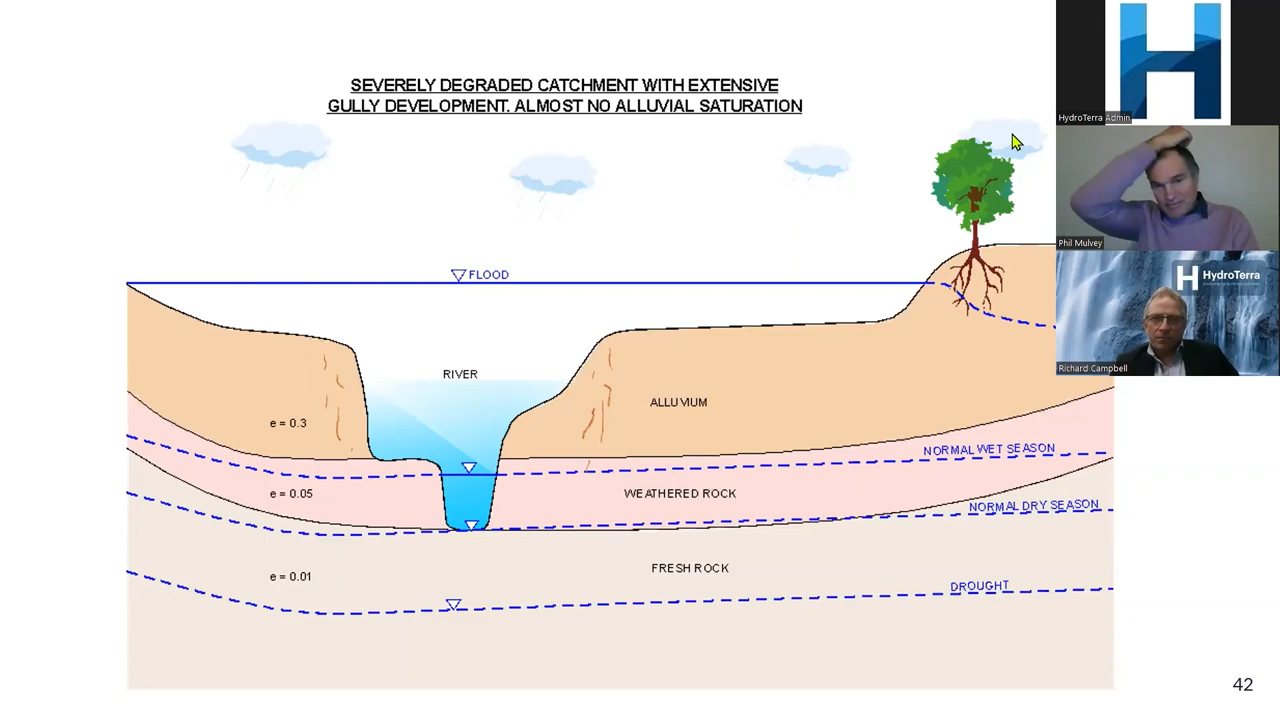 SEVERELY DEGRADED CATCHMENT WITH EXTENSIVE
GULLY DEVELOPMENT. ALMOST NO ALLUVIAL SATURATION
HydroTerra Admin
Phil Mulvey
FLOOD
H HydroTerra
RIVER
Richard Campbell
ALLUVIUM
e = 0.3
NORMAL WET SEASON
e = 0.05
WEATHERED ROCK
NORMAL DRY SEASON
FRESH ROCK
e = 0.01
DROUGHT
42